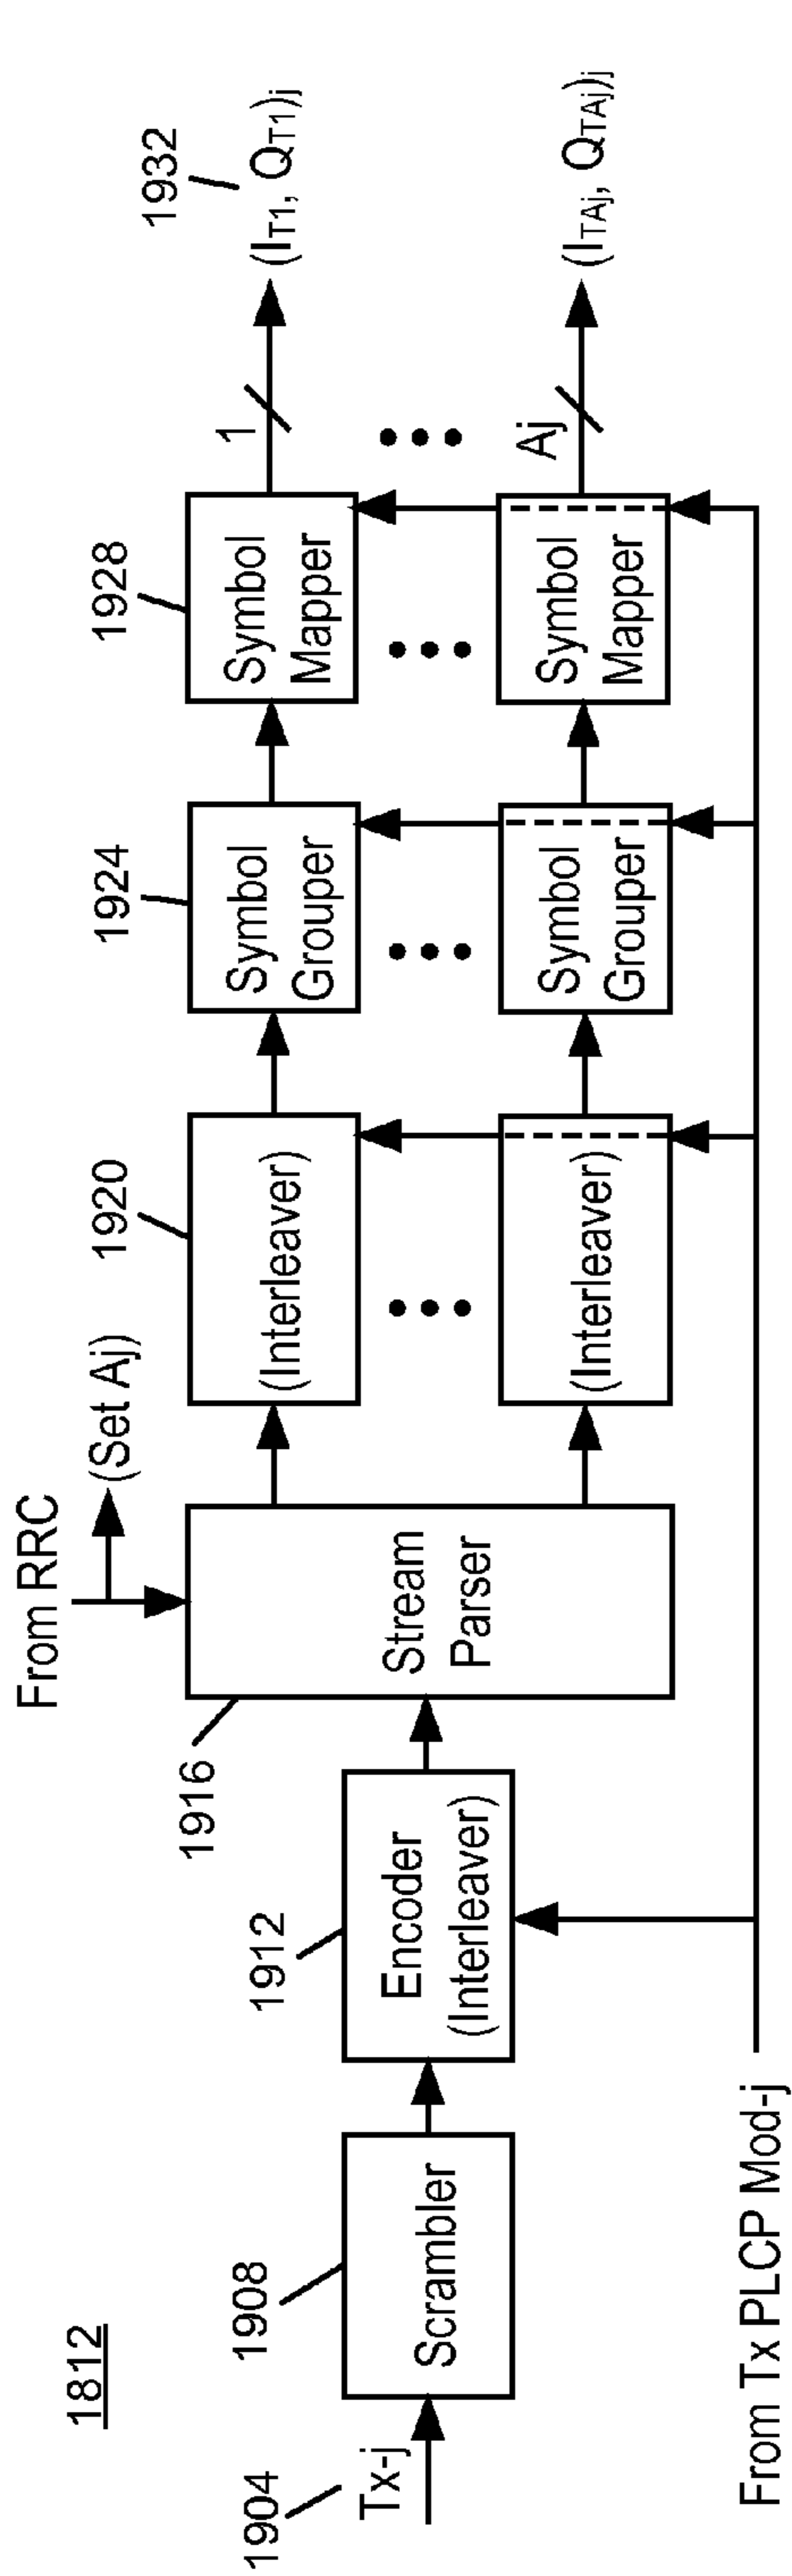 1812
1904
Tx-j
1908
Scrambler
1912
Encoder
(Interleaver)
1916
From RRC
(Set Aj)
Stream
Parser
1920
(Interleaver)
(Interleaver)
1924
Symbol
Grouper
Symbol
Grouper
1928
Symbol
Mapper
Symbol
Mapper
1
Aj
1932
(IT1, QT1)j
(ITAj, QTAj)j
From Tx PLCP Mod-j